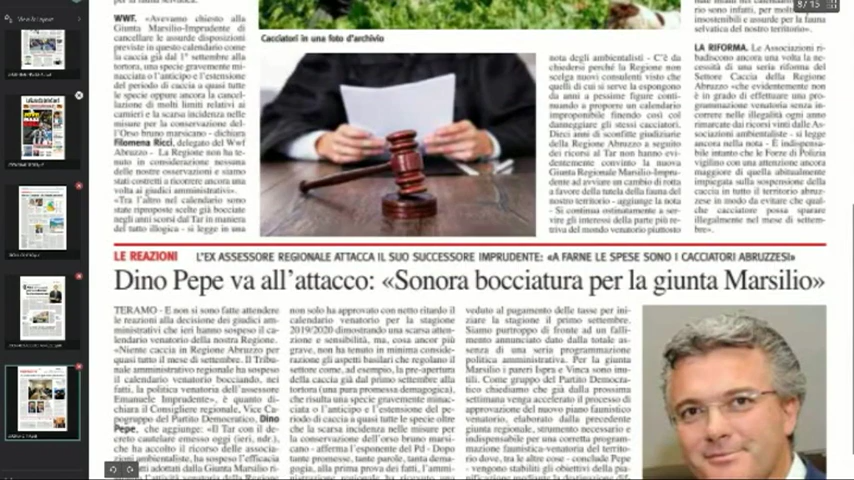 View by Layout
8/15
WWF. «Avevamo chiesto alla
Giunta Marsilio-Imprudente di
cancellare le assurde disposizioni
previste in questo calendario come
la caccia già dal 1° settembre alla
tortora, una specie gravemente mi-
nacciata o l'anticipo e l'estensione
del periodo di caccia a quasi tutte
le specie oppure ancora la cancel-
lazione di molti limiti relativi ai
carnieri e la scarsa incidenza nelle
misure per la conservazione del-
l'Orso bruno marsicano - dichiara
Filomena Ricci, delegato del Wwf
Abruzzo - La Regione non ha te-
nuto in considerazione nessuna
delle nostre osservazioni e siamo
stati costretti a ricorrere ancora una
volta ai giudici amministrativi».
«Tra l'altro nel calendario sono
state riproposte scelte già bocciate
negli anni scorsi dal Tar in maniera
del tutto illogica - si legge in una
Cacciatori in una foto d'archivio
nota degli ambientalisti - C'è da
chiedersi perché la Regione non
scelga nuovi consulenti visto che
quelli di cui si serve la espongono
da anni a pessime figure conti-
nuando a proporre un calendario
improponibile finendo così col
danneggiare gli stessi cacciatori.
Dieci anni di sconfitte giudiziarie
della Regione Abruzzo a seguito
dei ricorsi al Tar non hanno evi-
dentemente convinto la nuova
Giunta Regionale Marsilio-Impru-
dente ad avviare un cambio di rotta
a favore della tutela della fauna del
nostro territorio - aggiunge la nota
- Si continua ostinatamente a ser-
vire gli interessi della parte più re-
triva del mondo venatorio piuttosto
rio sono infatti, per molti
insostenibili e assurde per la fauna
selvatica del nostro territorio».
LA RIFORMA. Le Associazioni ri-
badiscono ancora una volta la ne-
cessità di una seria riforma del
Settore Caccia della Regione
Abruzzo «che evidentemente non
è in grado di effettuare una pro-
grammazione venatoria senza in-
correre nelle illegalità ogni anno
rimarcate dai ricorsi vinti dalle As-
sociazioni ambientaliste - si legge
ancora nella nota - È indispensa-
bile intanto che le Forze di Polizia
vigilino con una attenzione ancora
maggiore di quella abitualmente
impiegata sulla sospensione della
caccia in tutto il territorio abruz-
zese in modo da evitare che qual-
che cacciatore possa sparare
illegalmente nel mese di settem-
bre».
LE REAZIONI L'EX ASSESSORE REGIONALE ATTACCA IL SUO SUCCESSORE IMPRUDENTE: «A FARNE LE SPESE SONO I CACCIATORI ABRUZZESI»
Dino Pepe va all'attacco: «Sonora bocciatura per la giunta Marsilio»
TERAMO - E non si sono fatte attendere
le reazioni alla decisione dei giudici am-
ministrativi che ieri hanno sospeso il ca-
lendario venatorio della nostra Regione.
«Niente caccia in Regione Abruzzo per
quasi tutto il mese di settembre. Il Tribu-
nale amministrativo regionale ha sospeso
il calendario venatorio bocciando, nei
fatti, la politica venatoria dell'assessore
Emanuele Imprudente», è quanto di-
chiara il Consigliere regionale, Vice Ca-
pogruppo del Partito Democratico, Dino
Pepe, che aggiunge: «Il Tar con il de-
creto cautelare emesso oggi (ieri, ndr.),
che ha accolto il ricorso delle associa-
zioni ambientaliste, ha sospeso l'efficacia
non solo ha approvato con netto ritardo il
calendario venatorio per la stagione
2019/2020 dimostrando una scarsa atten-
zione e sensibilità, ma, cosa ancor più
grave, non ha tenuto in minima conside-
razione gli aspetti basilari che regolano il
settore come, ad esempio, la pre-apertura
della caccia già dal primo settembre alla
tortora (una pura promessa demagogica),
che risulta una specie gravemente minac-
ciata o l'anticipo e l'estensione del pe-
riodo di caccia a quasi tutte le specie oltre
che la scarsa incidenza nelle misure per
la conservazione dell'orso bruno marsi-
cano - afferma l'esponente del Pd - Dopo
tante promesse, tante parole, tanta dema-
gogia, alla prima prova dei fatti, l'ammi-
veduto al pagamento delle tasse per ini-
ziare la stagione il primo settembre.
Siamo purtroppo di fronte ad un falli-
mento annunciato dato dalla totale as-
senza di una seria programmazione
politica amministrativa. Per la giunta
Marsilio i pareri Ispra e Vinca sono inu-
tili. Come gruppo del Partito Democra-
tico chiediamo che già dalla prossima
settimana venga accelerato il processo di
approvazione del nuovo piano faunistico
venatorio, elaborato dalla precedente
giunta regionale, strumento necessario e
indispensabile per una corretta program-
mazione faunistica-venatoria del territo-
rio dove, tra le altre cose - conclude Pepe
- vengono stabiliti gli obiettivi della pia-